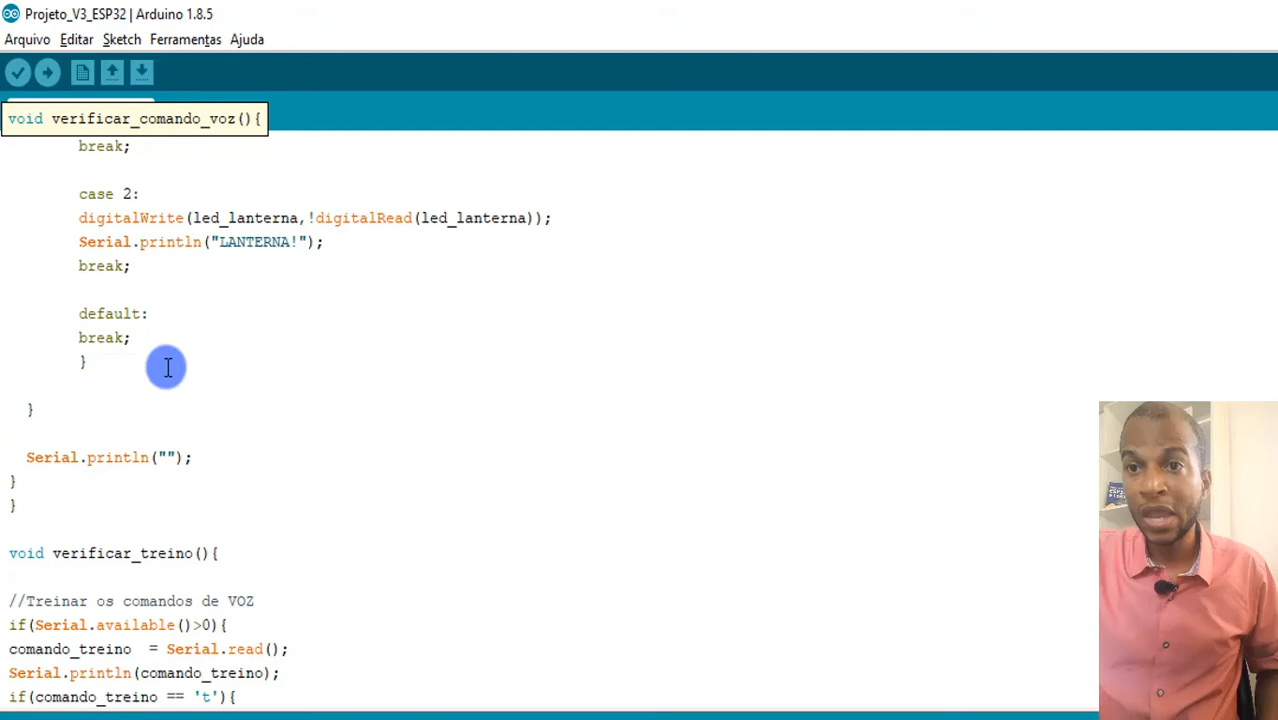 Projeto_V3_ESP32 | Arduino 1.8.5
Arquivo Editar Sketch Ferramentas Ajuda
void verificar_comando_voz(){
break;
case 2:
digitalWrite(led_lanterna,!digitalRead(led_lanterna));
Serial.println("LANTERNA!");
break;
default:
break;
}
}
Serial.println("");
}
}
void verificar_treino(){
//Treinar os comandos de VOZ
if(Serial.available()>0){
comando_treino = Serial.read();
Serial.println(comando_treino);
if(comando_treino == 't'){